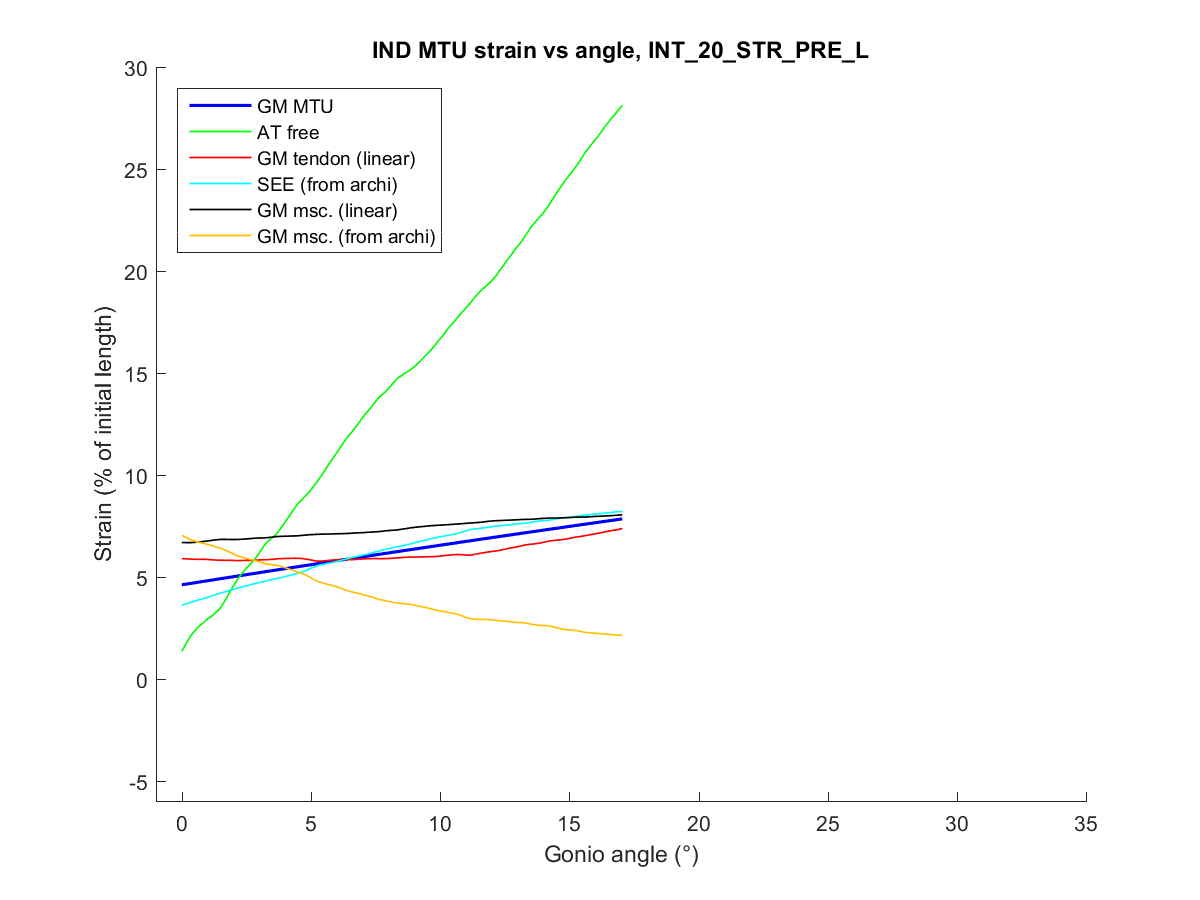 IND MTU strain vs angle, INT_20_STR_PRE_L
30
25
20
15
10
5
0
-5
Strain (% of initial length)
GM MTU
AT free
GM tendon (linear)
SEE (from archi)
GM msc. (linear)
GM msc. (from archi)
0 5 10 15 20 25 30 35
Gonio angle (°)